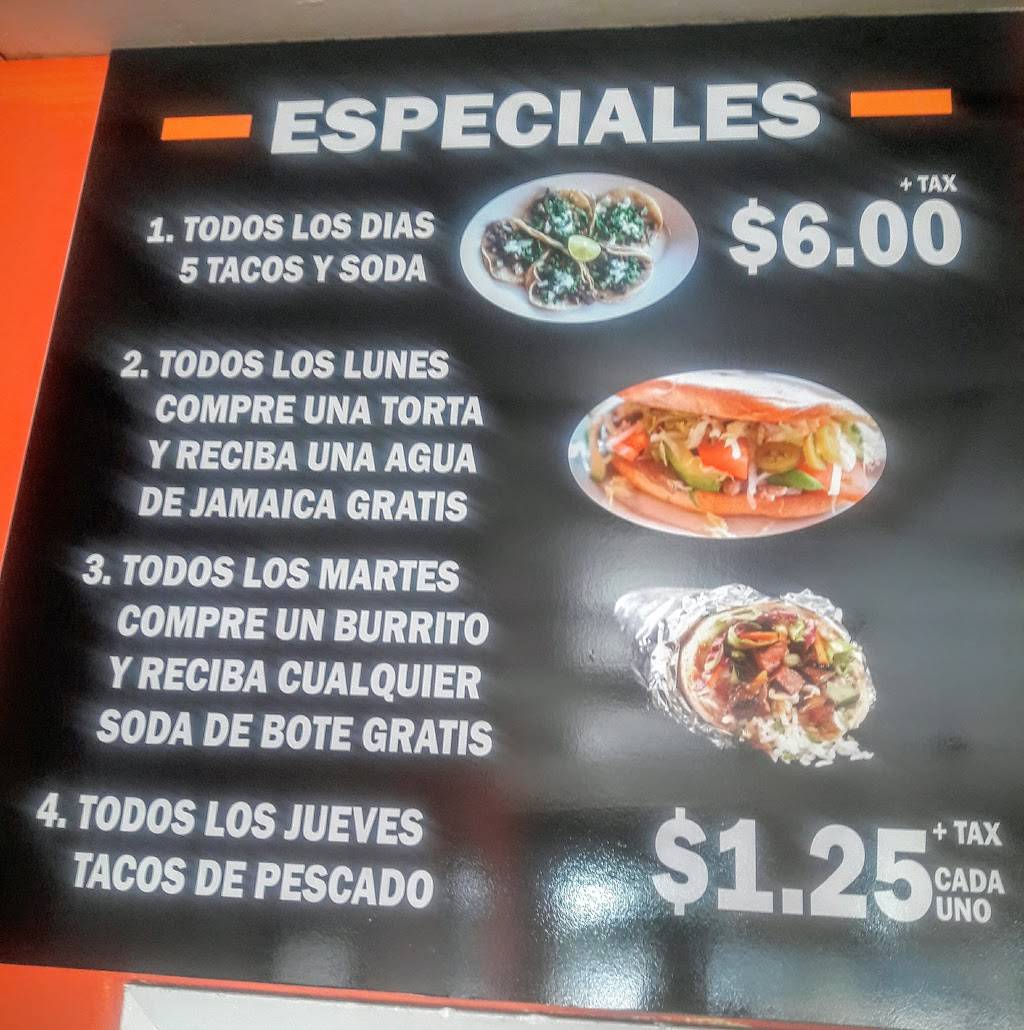 ESPECIALES
1. TODOS LOS DIAS
5 TACOS Y SODA
+ TAX
$6.00
2. TODOS LOS LUNES
COMPRE UNA TORTA
Y RECIBA UNA AGUA
DE JAMAICA GRATIS
3. TODOS LOS MARTES
COMPRE UN BURRITO
Y RECIBA CUALQUIER
SODA DE BOTE GRATIS
4. TODOS LOS JUEVES
TACOS DE PESCADO
$1.25
+ TAX
CADA
UNO